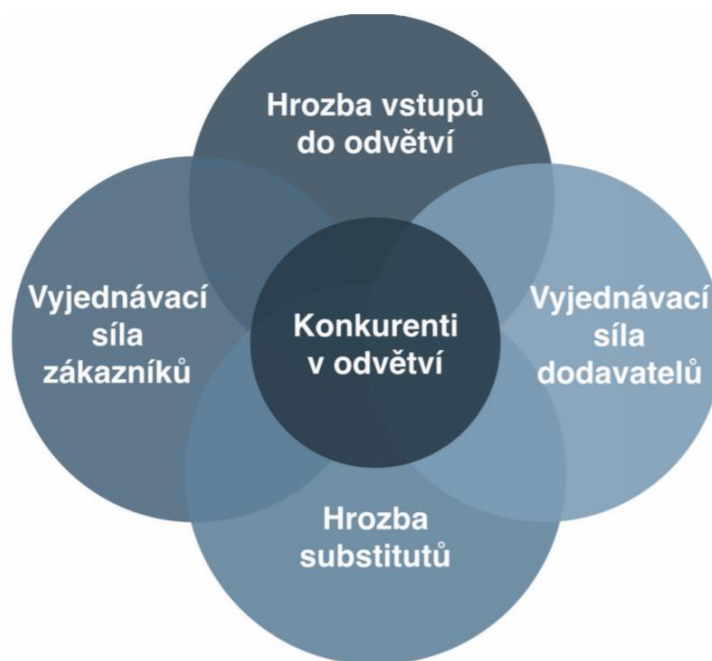 Hrozba vstupů
do odvětví
Vyjednávací
síla
zákazníků
Konkurenti
v odvětví
Vyjednávací
síla
dodavatelů
Hrozba
substitutů